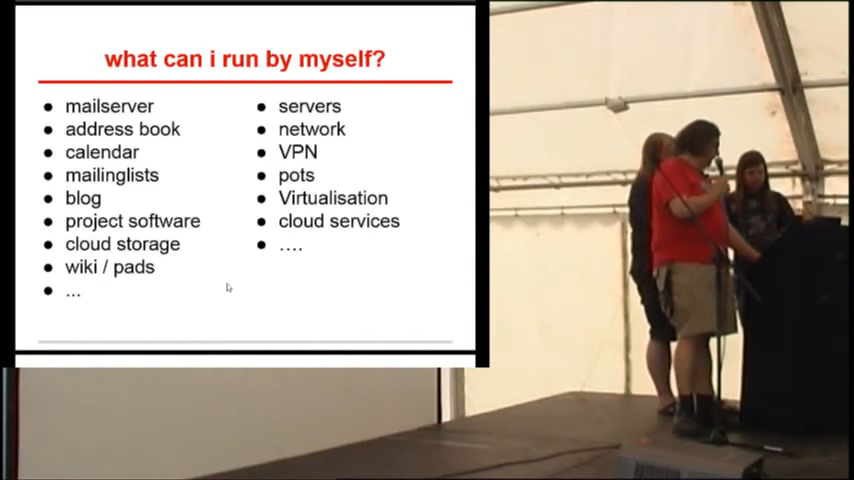 what can i run by myself?
mailserver
address book
calendar
mailinglists
blog
project software
cloud storage
wiki / pads
...
servers
network
VPN
pots
Virtualisation
cloud services
....